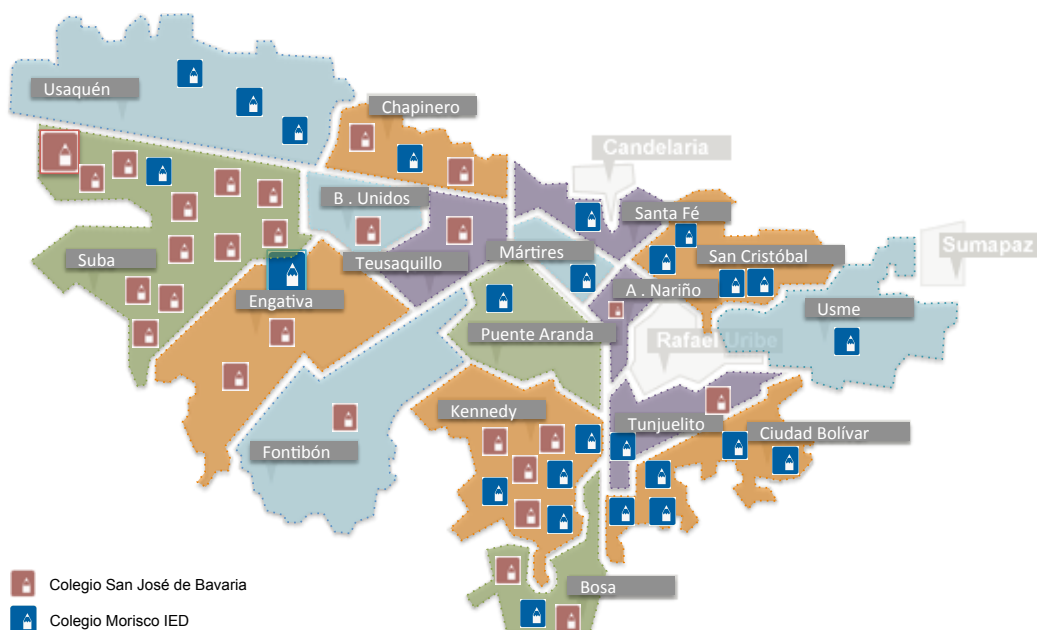 Usaquén
Chapinero
Candelaria
B . Unidos
Santa Fé
Mártires
San Cristóbal
Sumapaz
Suba
Teusaquillo
Engativa
A . Nariño
Usme
Puente Aranda
Rafael Uribe
Kennedy
Tunjuelito
Ciudad Bolívar
Fontibón
Bosa
Colegio San José de Bavaria
Colegio Morisco IED